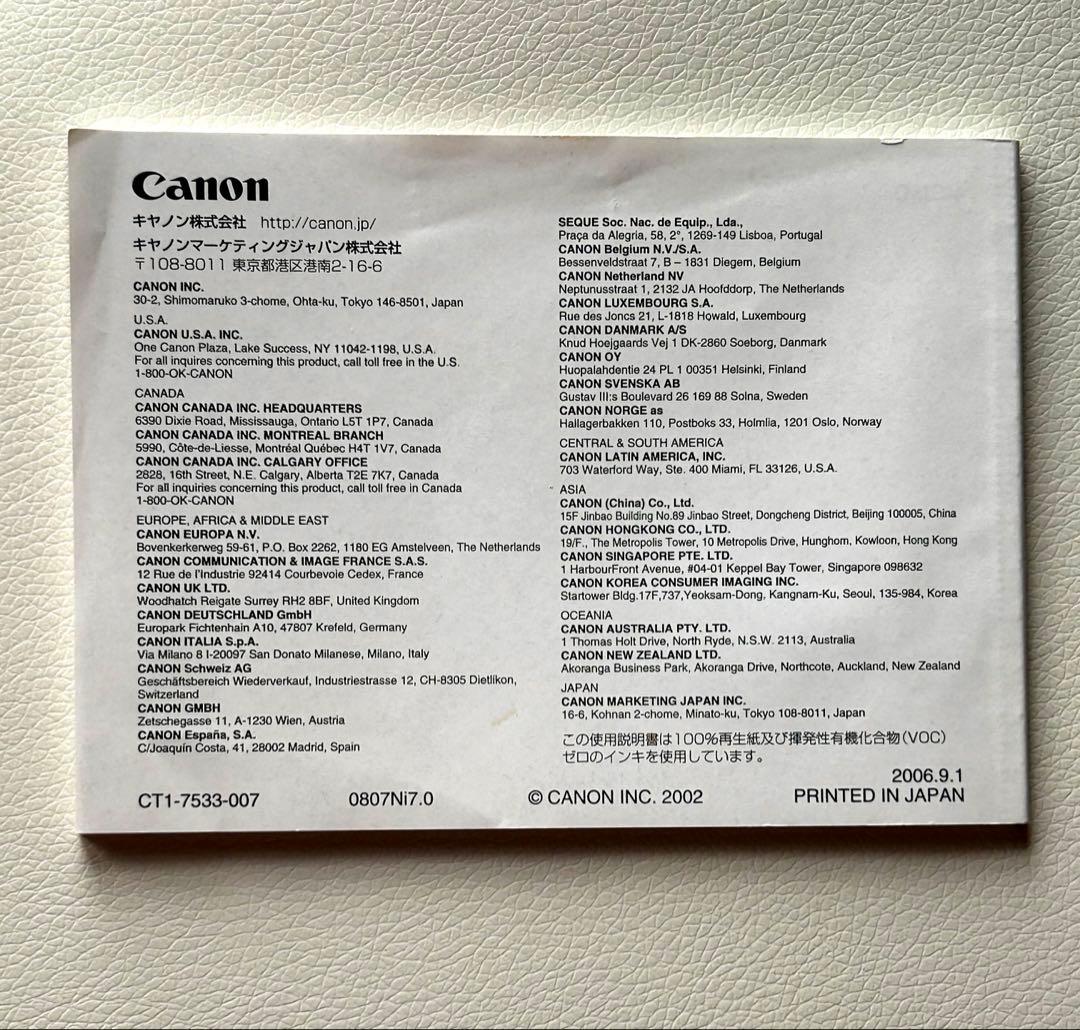 Canon
キヤノン株式会社 http://canon.jp/
キヤノンマーケティングジャパン株式会社
〒108-8011 東京都港区港南2-16-6
CANON INC.
30-2, Shimomaruko 3-chome, Ohta-ku, Tokyo 146-8501, Japan
U.S.A.
CANON U.S.A. INC.
One Canon Plaza, Lake Success, NY 11042-1198, U.S.A.
For all inquires concerning this product, call toll free in the U.S.
1-800-OK-CANON
CANADA
CANON CANADA INC. HEADQUARTERS
6390 Dixie Road, Mississauga, Ontario L5T 1P7, Canada
CANON CANADA INC. MONTREAL BRANCH
5990, Côte-de-Liesse, Montréal Québec H4T 1V7, Canada
CANON CANADA INC. CALGARY OFFICE
2828, 16th Street, N.E. Calgary, Alberta T2E 7K7, Canada
For all inquiries concerning this product, call toll free in Canada
1-800-OK-CANON
EUROPE, AFRICA & MIDDLE EAST
CANON EUROPA N.V.
Bovenkerkerweg 59-61, P.O. Box 2262, 1180 EG Amstelveen, The Netherlands
CANON COMMUNICATION & IMAGE FRANCE S.A.S.
12 Rue de l'Industrie 92414 Courbevoie Cedex, France
CANON UK LTD.
Woodhatch Reigate Surrey RH2 8BF, United Kingdom
CANON DEUTSCHLAND GmbH
Europark Fichtenhain A10, 47807 Krefeld, Germany
CANON ITALIA S.p.A.
Via Milano 8 I-20097 San Donato Milanese, Milano, Italy
CANON Schweiz AG
Geschäftsbereich Wiederverkauf, Industriestrasse 12, CH-8305 Dietlikon,
Switzerland
CANON GMBH
Zetschegasse 11, A-1230 Wien, Austria
CANON España, S.A.
C/Joaquín Costa, 41, 28002 Madrid, Spain
SEQUE Soc. Nac. de Equip., Lda.,
Praça da Alegria, 58, 2°, 1269-149 Lisboa, Portugal
CANON Belgium N.V./S.A.
Bessenveldstraat 7, B – 1831 Diegem, Belgium
CANON Netherland NV
Neptunusstraat 1, 2132 JA Hoofddorp, The Netherlands
CANON LUXEMBOURG S.A.
Rue des Joncs 21, L-1818 Howald, Luxembourg
CANON DANMARK A/S
Knud Hoejgaards Vej 1 DK-2860 Soeborg, Danmark
CANON OY
Huopalahdentie 24 PL 1 00351 Helsinki, Finland
CANON SVENSKA AB
Gustav III:s Boulevard 26 169 88 Solna, Sweden
CANON NORGE as
Hallagerbakken 110, Postboks 33, Holmlia, 1201 Oslo, Norway
CENTRAL & SOUTH AMERICA
CANON LATIN AMERICA, INC.
703 Waterford Way, Ste. 400 Miami, FL 33126, U.S.A.
ASIA
CANON (China) Co., Ltd.
15F Jinbao Building No.89 Jinbao Street, Dongcheng District, Beijing 100005, China
CANON HONGKONG CO., LTD.
19/F., The Metropolis Tower, 10 Metropolis Drive, Hunghom, Kowloon, Hong Kong
CANON SINGAPORE PTE. LTD.
1 HarbourFront Avenue, #04-01 Keppel Bay Tower, Singapore 098632
CANON KOREA CONSUMER IMAGING INC.
Startower Bldg.17F,737,Yeoksam-Dong, Kangnam-Ku, Seoul, 135-984, Korea
OCEANIA
CANON AUSTRALIA PTY. LTD.
1 Thomas Holt Drive, North Ryde, N.S.W. 2113, Australia
CANON NEW ZEALAND LTD.
Akoranga Business Park, Akoranga Drive, Northcote, Auckland, New Zealand
JAPAN
CANON MARKETING JAPAN INC.
16-6, Kohnan 2-chome, Minato-ku, Tokyo 108-8011, Japan
この使用説明書は100%再生紙及び揮発性有機化合物(VOC)
ゼロのインキを使用しています。
2006.9.1
CT1-7533-007 0807Ni7.0 © CANON INC. 2002 PRINTED IN JAPAN